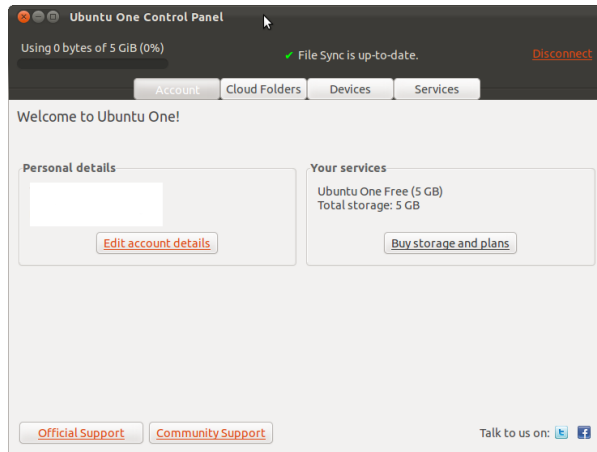 Ubuntu One Control Panel
Using 0 bytes of 5 GiB (0%)
✔ File Sync is up-to-date.
Disconnect
Account Cloud Folders Devices Services
Welcome to Ubuntu One!
Personal details
Edit account details
Your services
Ubuntu One Free (5 GB)
Total storage: 5 GB
Buy storage and plans
Official Support Community Support Talk to us on: